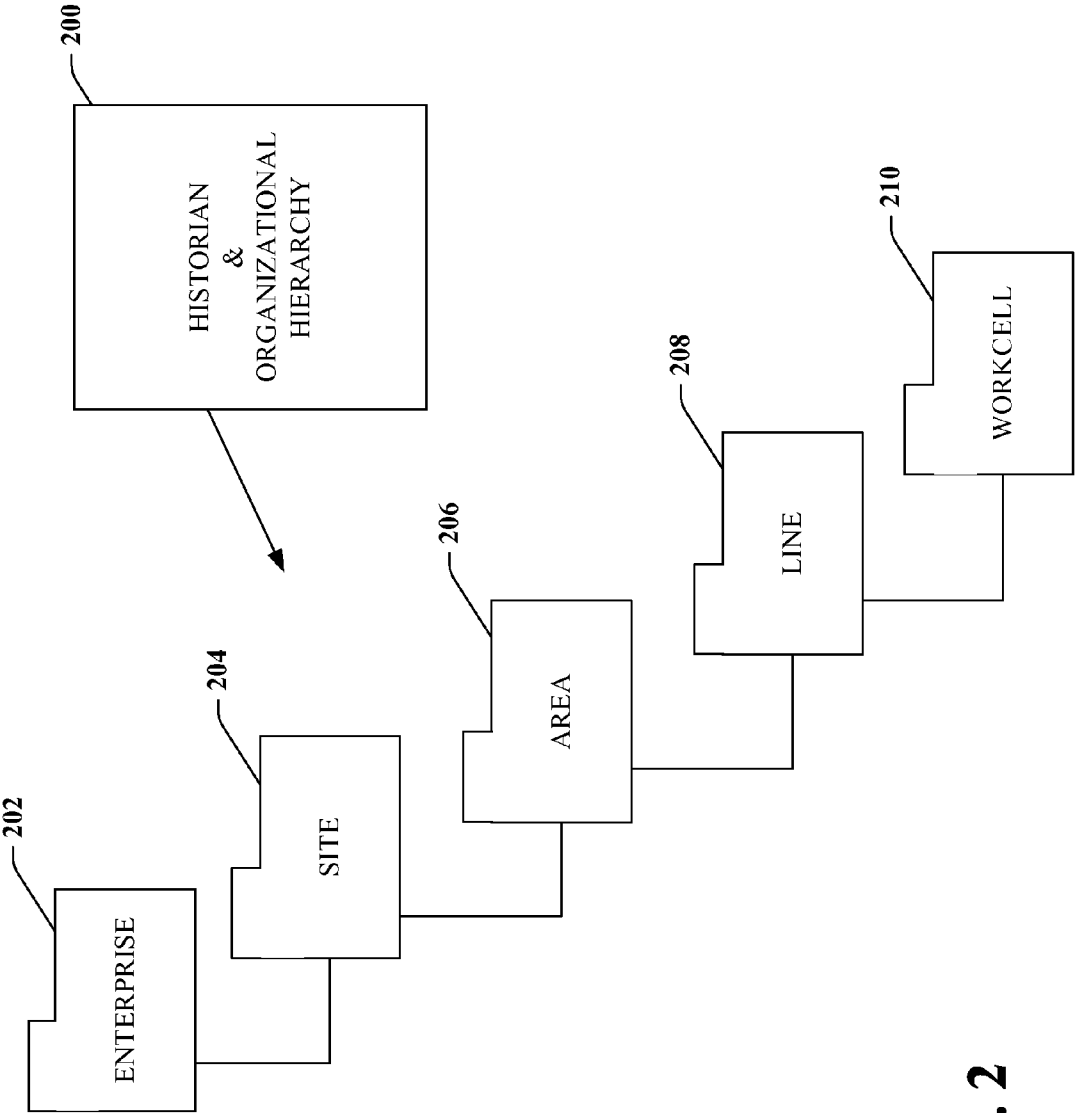 200
HISTORIAN
&
ORGANIZATIONAL
HIERARCHY
202
ENTERPRISE
204
SITE
206
AREA
208
LINE
210
WORKCELL
. 2